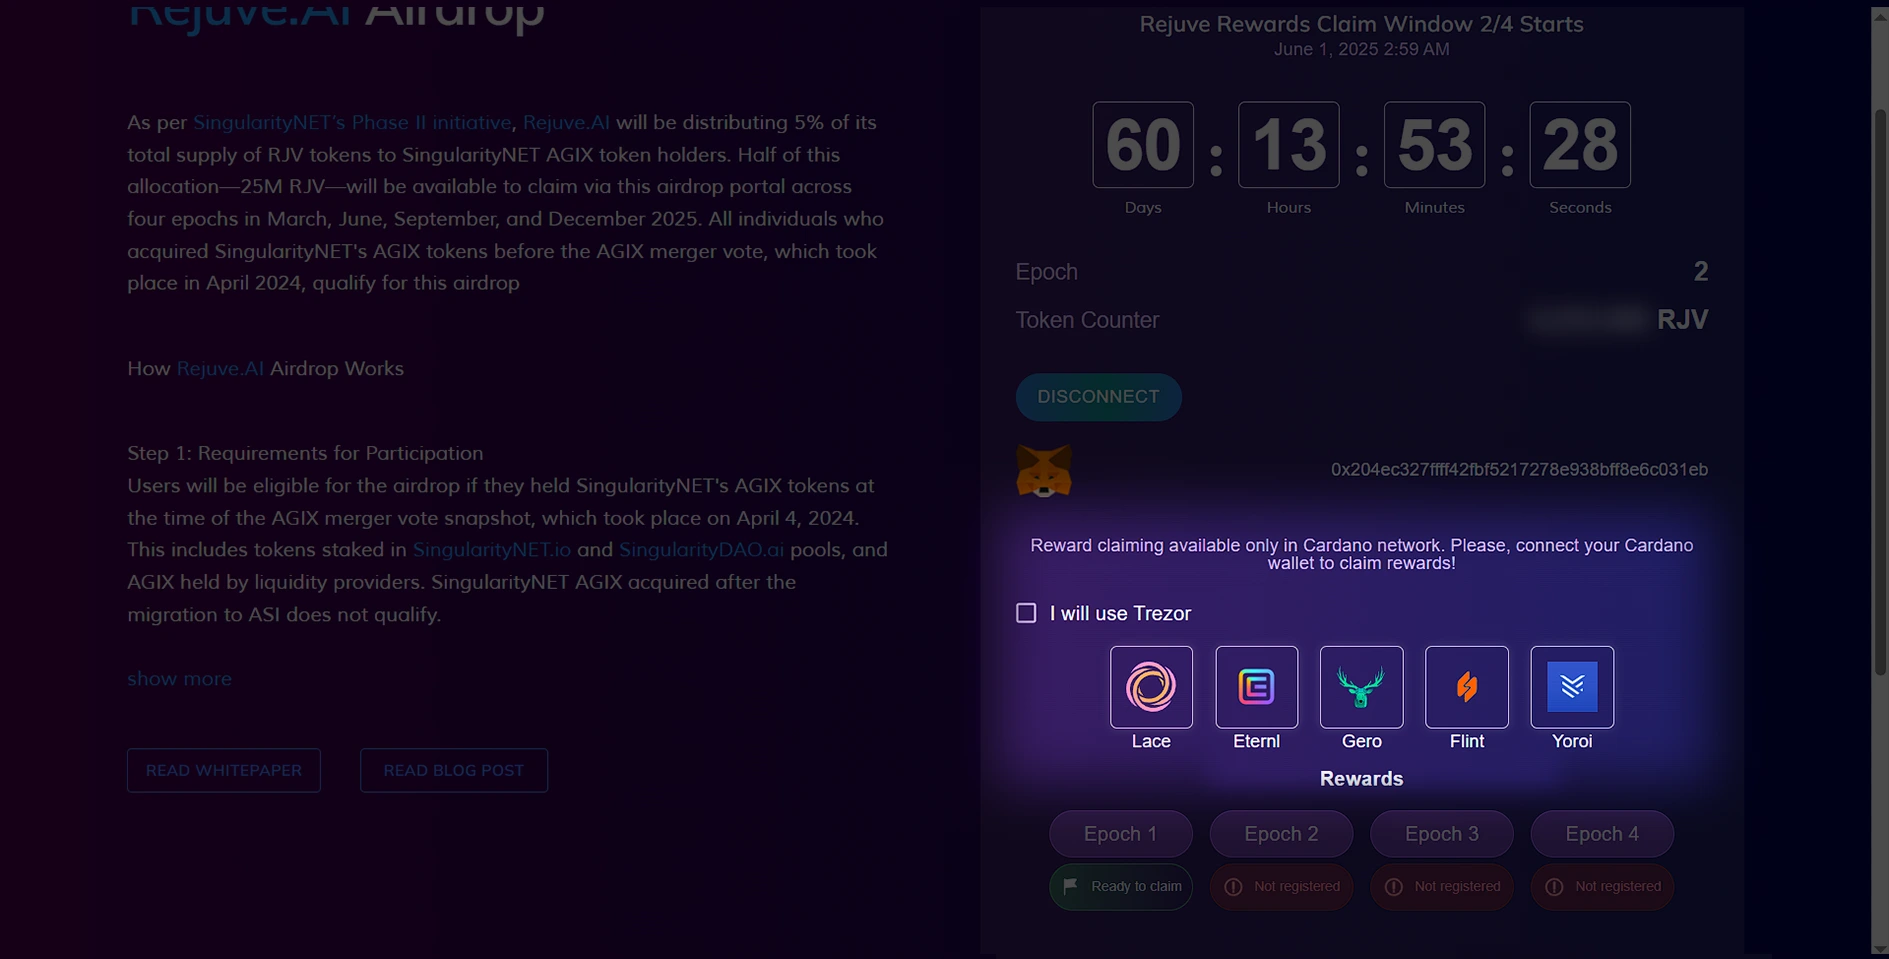 Rejuve.AI Airdrop
As per SingularityNET's Phase II initiative, Rejuve.AI will be distributing 5% of its
total supply of RJV tokens to SingularityNET AGIX token holders. Half of this
allocation—25M RJV—will be available to claim via this airdrop portal across
four epochs in March, June, September, and December 2025. All individuals who
acquired SingularityNET's AGIX tokens before the AGIX merger vote, which took
place in April 2024, qualify for this airdrop
How Rejuve.AI Airdrop Works
Step 1: Requirements for Participation
Users will be eligible for the airdrop if they held SingularityNET's AGIX tokens at
the time of the AGIX merger vote snapshot, which took place on April 4, 2024.
This includes tokens staked in SingularityNET.io and SingularityDAO.ai pools, and
AGIX held by liquidity providers. SingularityNET AGIX acquired after the
migration to ASI does not qualify.
show more
READ WHITEPAPER READ BLOG POST
Rejuve Rewards Claim Window 2/4 Starts
June 1, 2025 2:59 AM
60 : 13 : 53 : 28
Days Hours Minutes Seconds
Epoch 2
Token Counter RJV
DISCONNECT
0x204ec327ffff42fbf5217278e938bff8e6c031eb
Reward claiming available only in Cardano network. Please, connect your Cardano
wallet to claim rewards!
I will use Trezor
Lace Eternl Gero Flint Yoroi
Rewards
Epoch 1 Epoch 2 Epoch 3 Epoch 4
Ready to claim Not registered Not registered Not registered